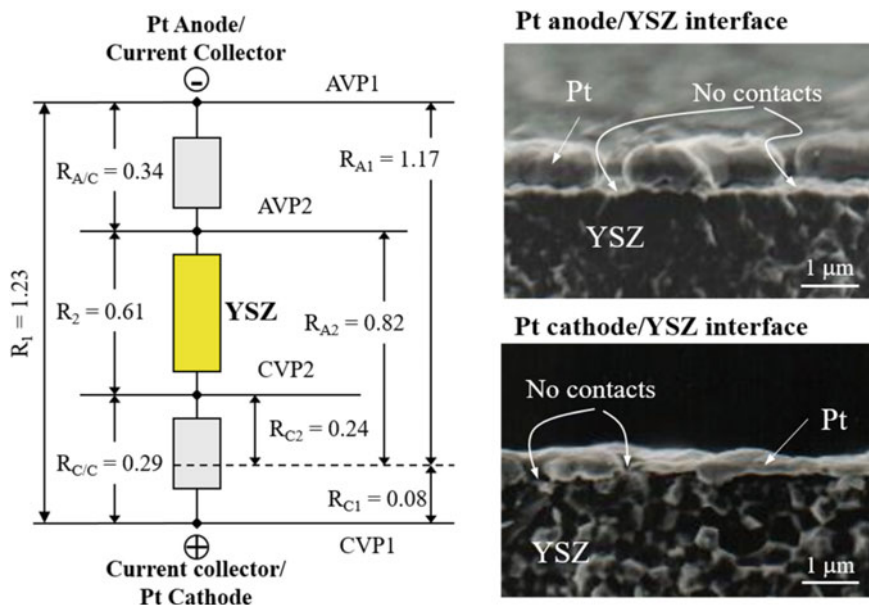 Pt Anode/
Current Collector
-
AVP1
R₁ = 1.23
R_A/C = 0.34
R_A1 = 1.17
AVP2
R₂ = 0.61
YSZ
R_A2 = 0.82
CVP2
R_C/C = 0.29
R_C2 = 0.24
R_C1 = 0.08
+
CVP1
Current collector/
Pt Cathode
Pt anode/YSZ interface
Pt
No contacts
YSZ
1 μm
Pt cathode/YSZ interface
No contacts
Pt
YSZ
1 μm